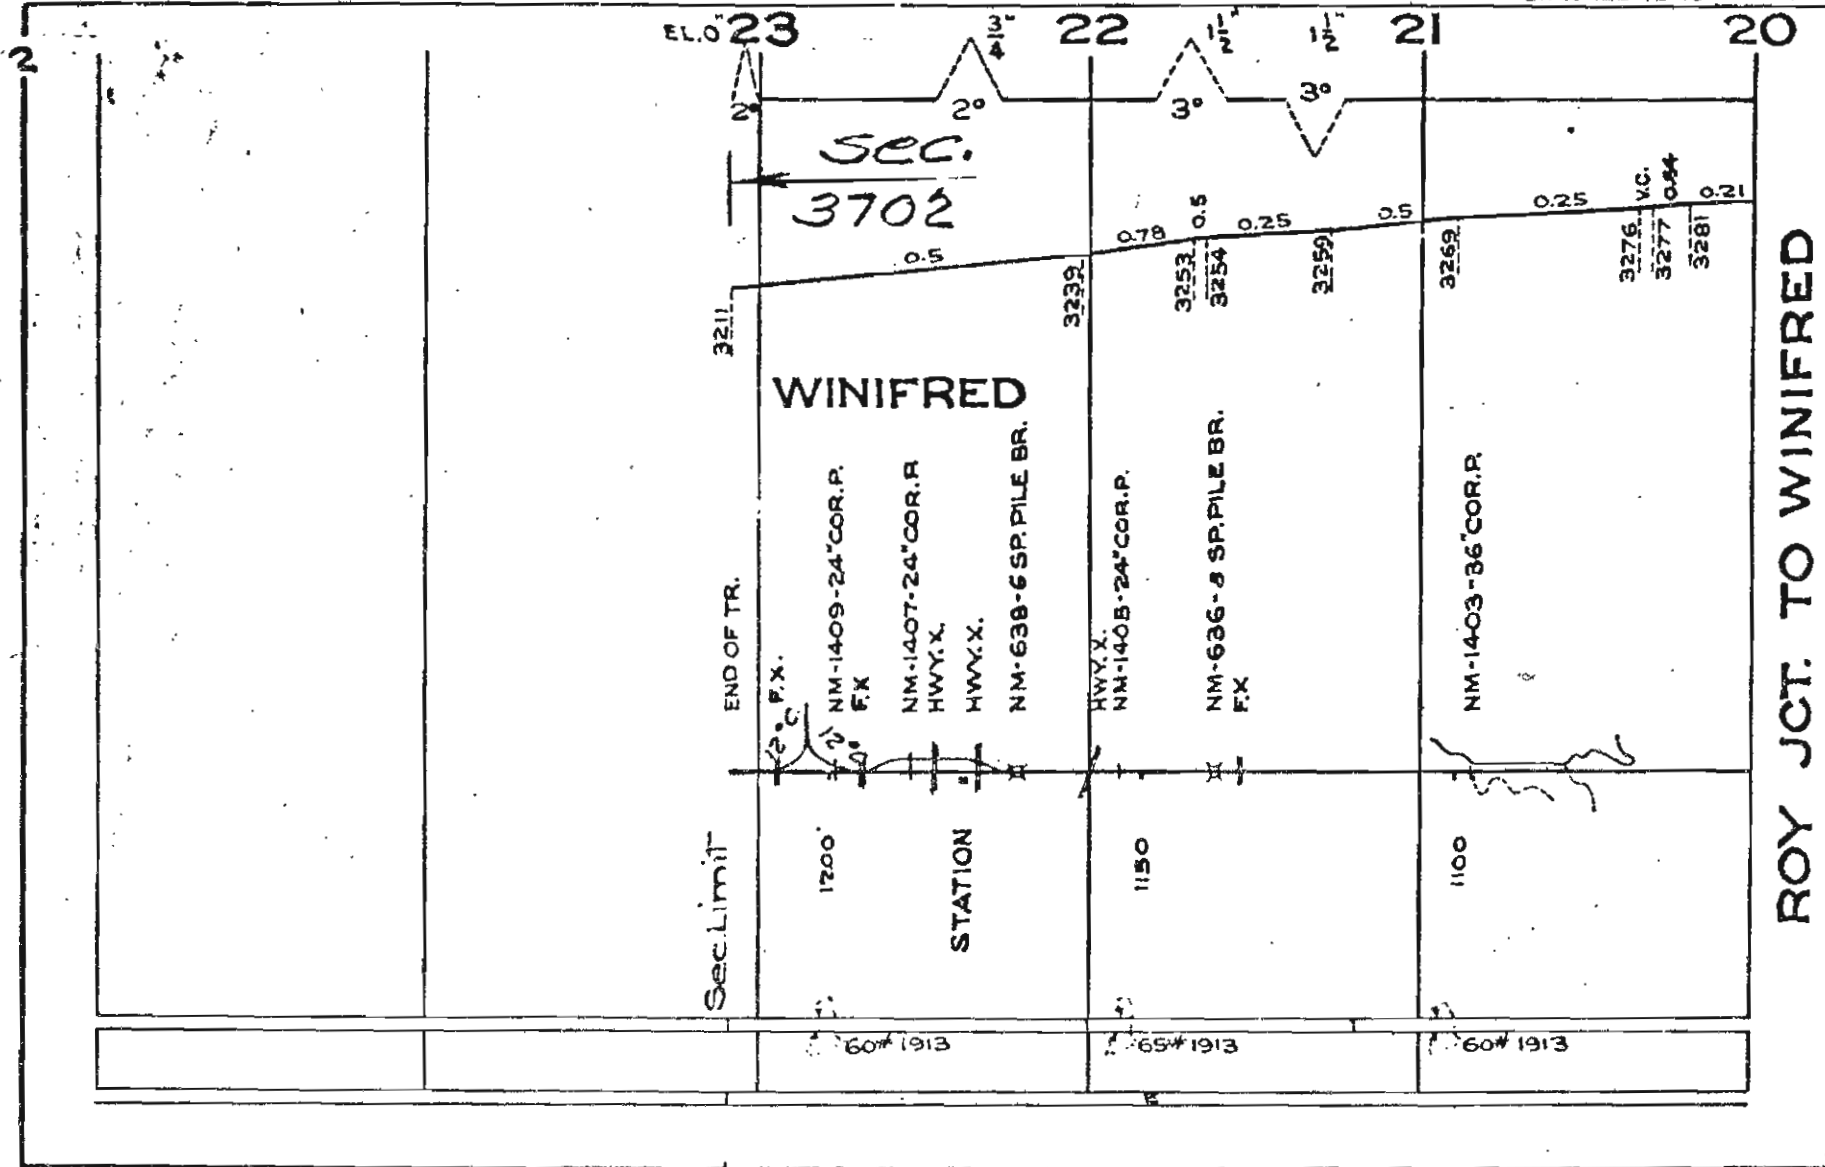 2
EL.0" 23 3/4" 22 1 1/2" 1 1/2" 21 20
2° 2° 3° 3°
Sec.
3702
0.5 0.78 0.5 0.25 0.5 0.25 V.C. 0.84 0.21
3211 3239 3253 3254 3259 3269 3276 3277 3281
WINIFRED
END OF TR.
F.X.
NM-1409-24"COR.P.
F.X
NM-1407-24"COR.P.
HWY.X.
HWY.X.
NM-638-6 SP. PILE BR.
HWY.X.
NM-1405-24"COR.P.
NM-636-8 SP. PILE BR.
F.X
NM-1403-36"COR.P.
Sec. Limit
1200
STATION
1150
1100
60# 1913 65# 1913 60# 1913
ROY JCT. TO WINIFRED